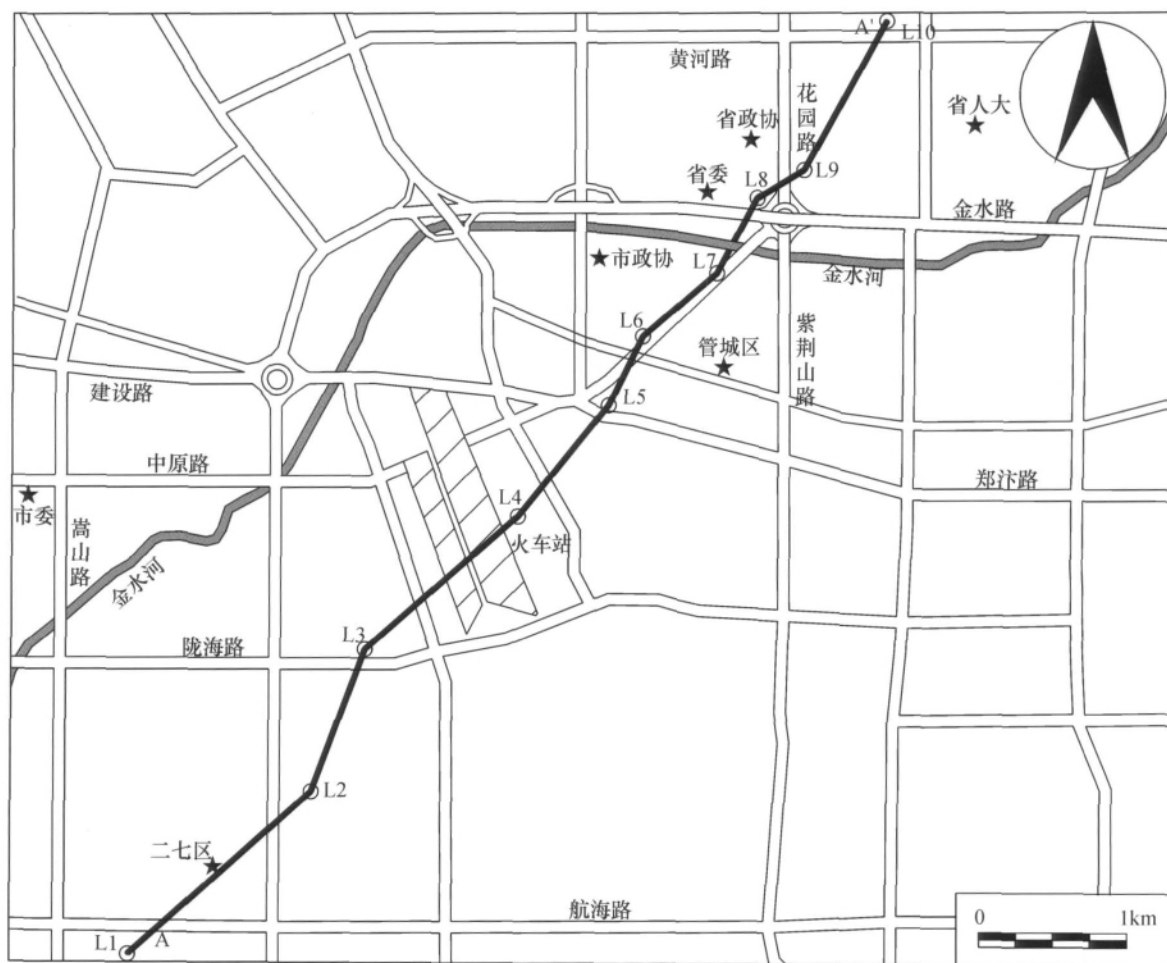 A'
L10
黄河路
花园路
省人大
省政协
省委
L8
L9
金水路
市政协
L7
金水河
L6
紫荆山路
管城区
建设路
L5
中原路
郑汴路
市委
L4
嵩山路
火车站
金水河
L3
陇海路
L2
二七区
航海路
0 1km
L1 A